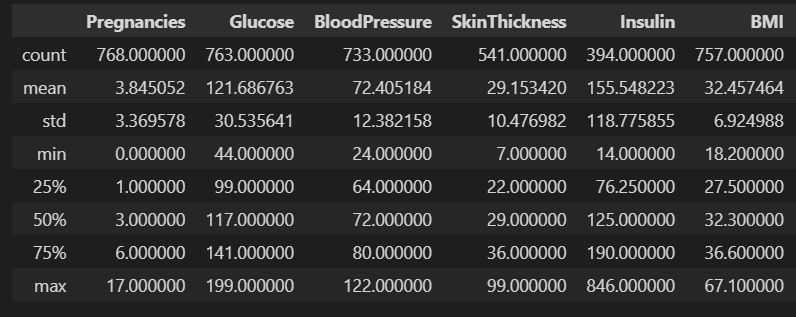 Pregnancies Glucose BloodPressure SkinThickness Insulin BMI
count 768.000000 763.000000 733.000000 541.000000 394.000000 757.000000
mean 3.845052 121.686763 72.405184 29.153420 155.548223 32.457464
std 3.369578 30.535641 12.382158 10.476982 118.775855 6.924988
min 0.000000 44.000000 24.000000 7.000000 14.000000 18.200000
25% 1.000000 99.000000 64.000000 22.000000 76.250000 27.500000
50% 3.000000 117.000000 72.000000 29.000000 125.000000 32.300000
75% 6.000000 141.000000 80.000000 36.000000 190.000000 36.600000
max 17.000000 199.000000 122.000000 99.000000 846.000000 67.100000